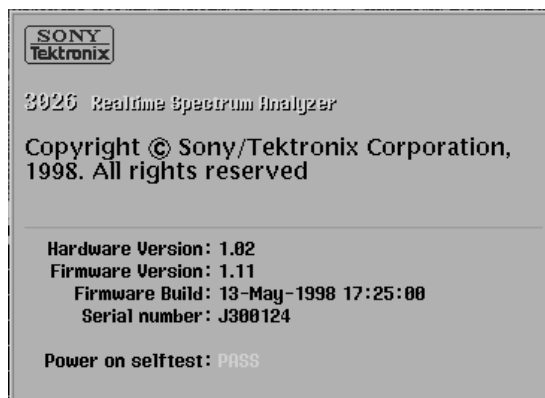 SONY
Tektronix
3026 Realtime Spectrum Analyzer
Copyright © Sony/Tektronix Corporation,
1998. All rights reserved
Hardware Version: 1.02
Firmware Version: 1.11
Firmware Build: 13-May-1998 17:25:00
Serial number: J300124
Power on selftest: PASS